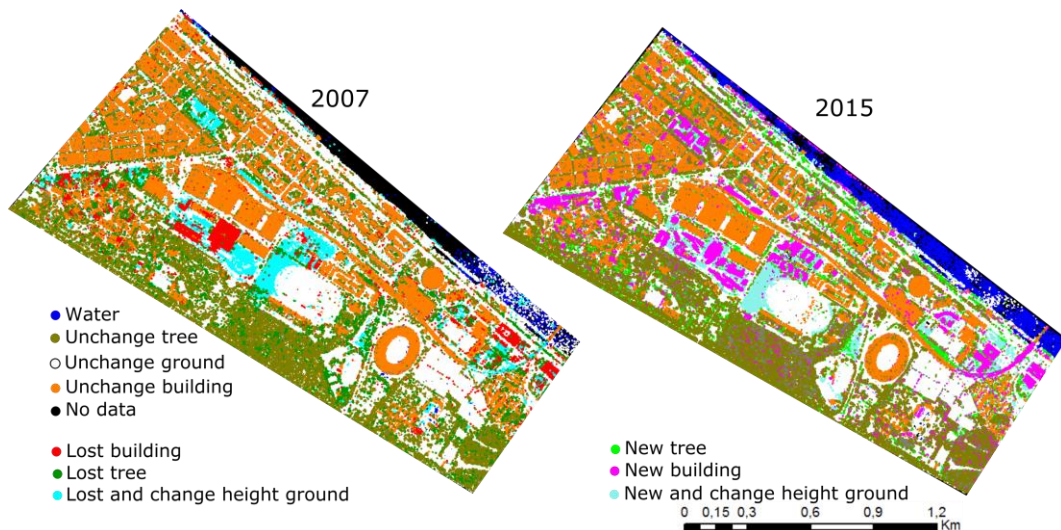 2007
2015
Water
Unchange tree
Unchange ground
Unchange building
No data
Lost building
Lost tree
Lost and change height ground
New tree
New building
New and change height ground
0 0,15 0,3 0,6 0,9 1,2
Km